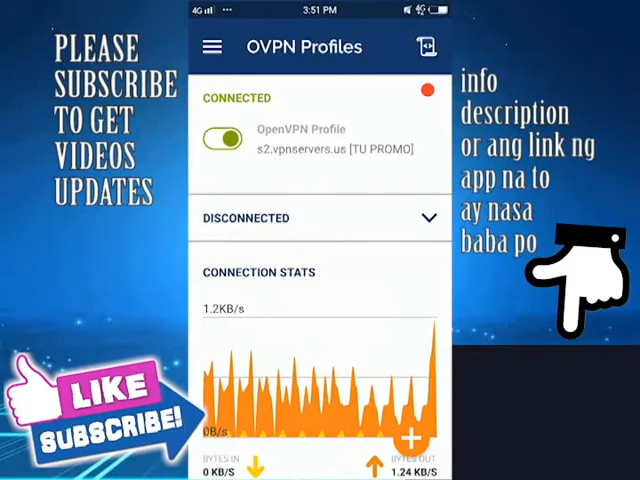 PLEASE
SUBSCRIBE
TO GET
VIDEOS
UPDATES
LIKE
SUBSCRIBE!
4G 3:51 PM 4G
OVPN Profiles
CONNECTED
OpenVPN Profile
s2.vpnservers.us [TU PROMO]
DISCONNECTED
CONNECTION STATS
1.2KB/s
0B/s
BYTES IN
0 KB/S
BYTES OUT
1.24 KB/S
info
description
or ang link ng
app na to
ay nasa
baba po